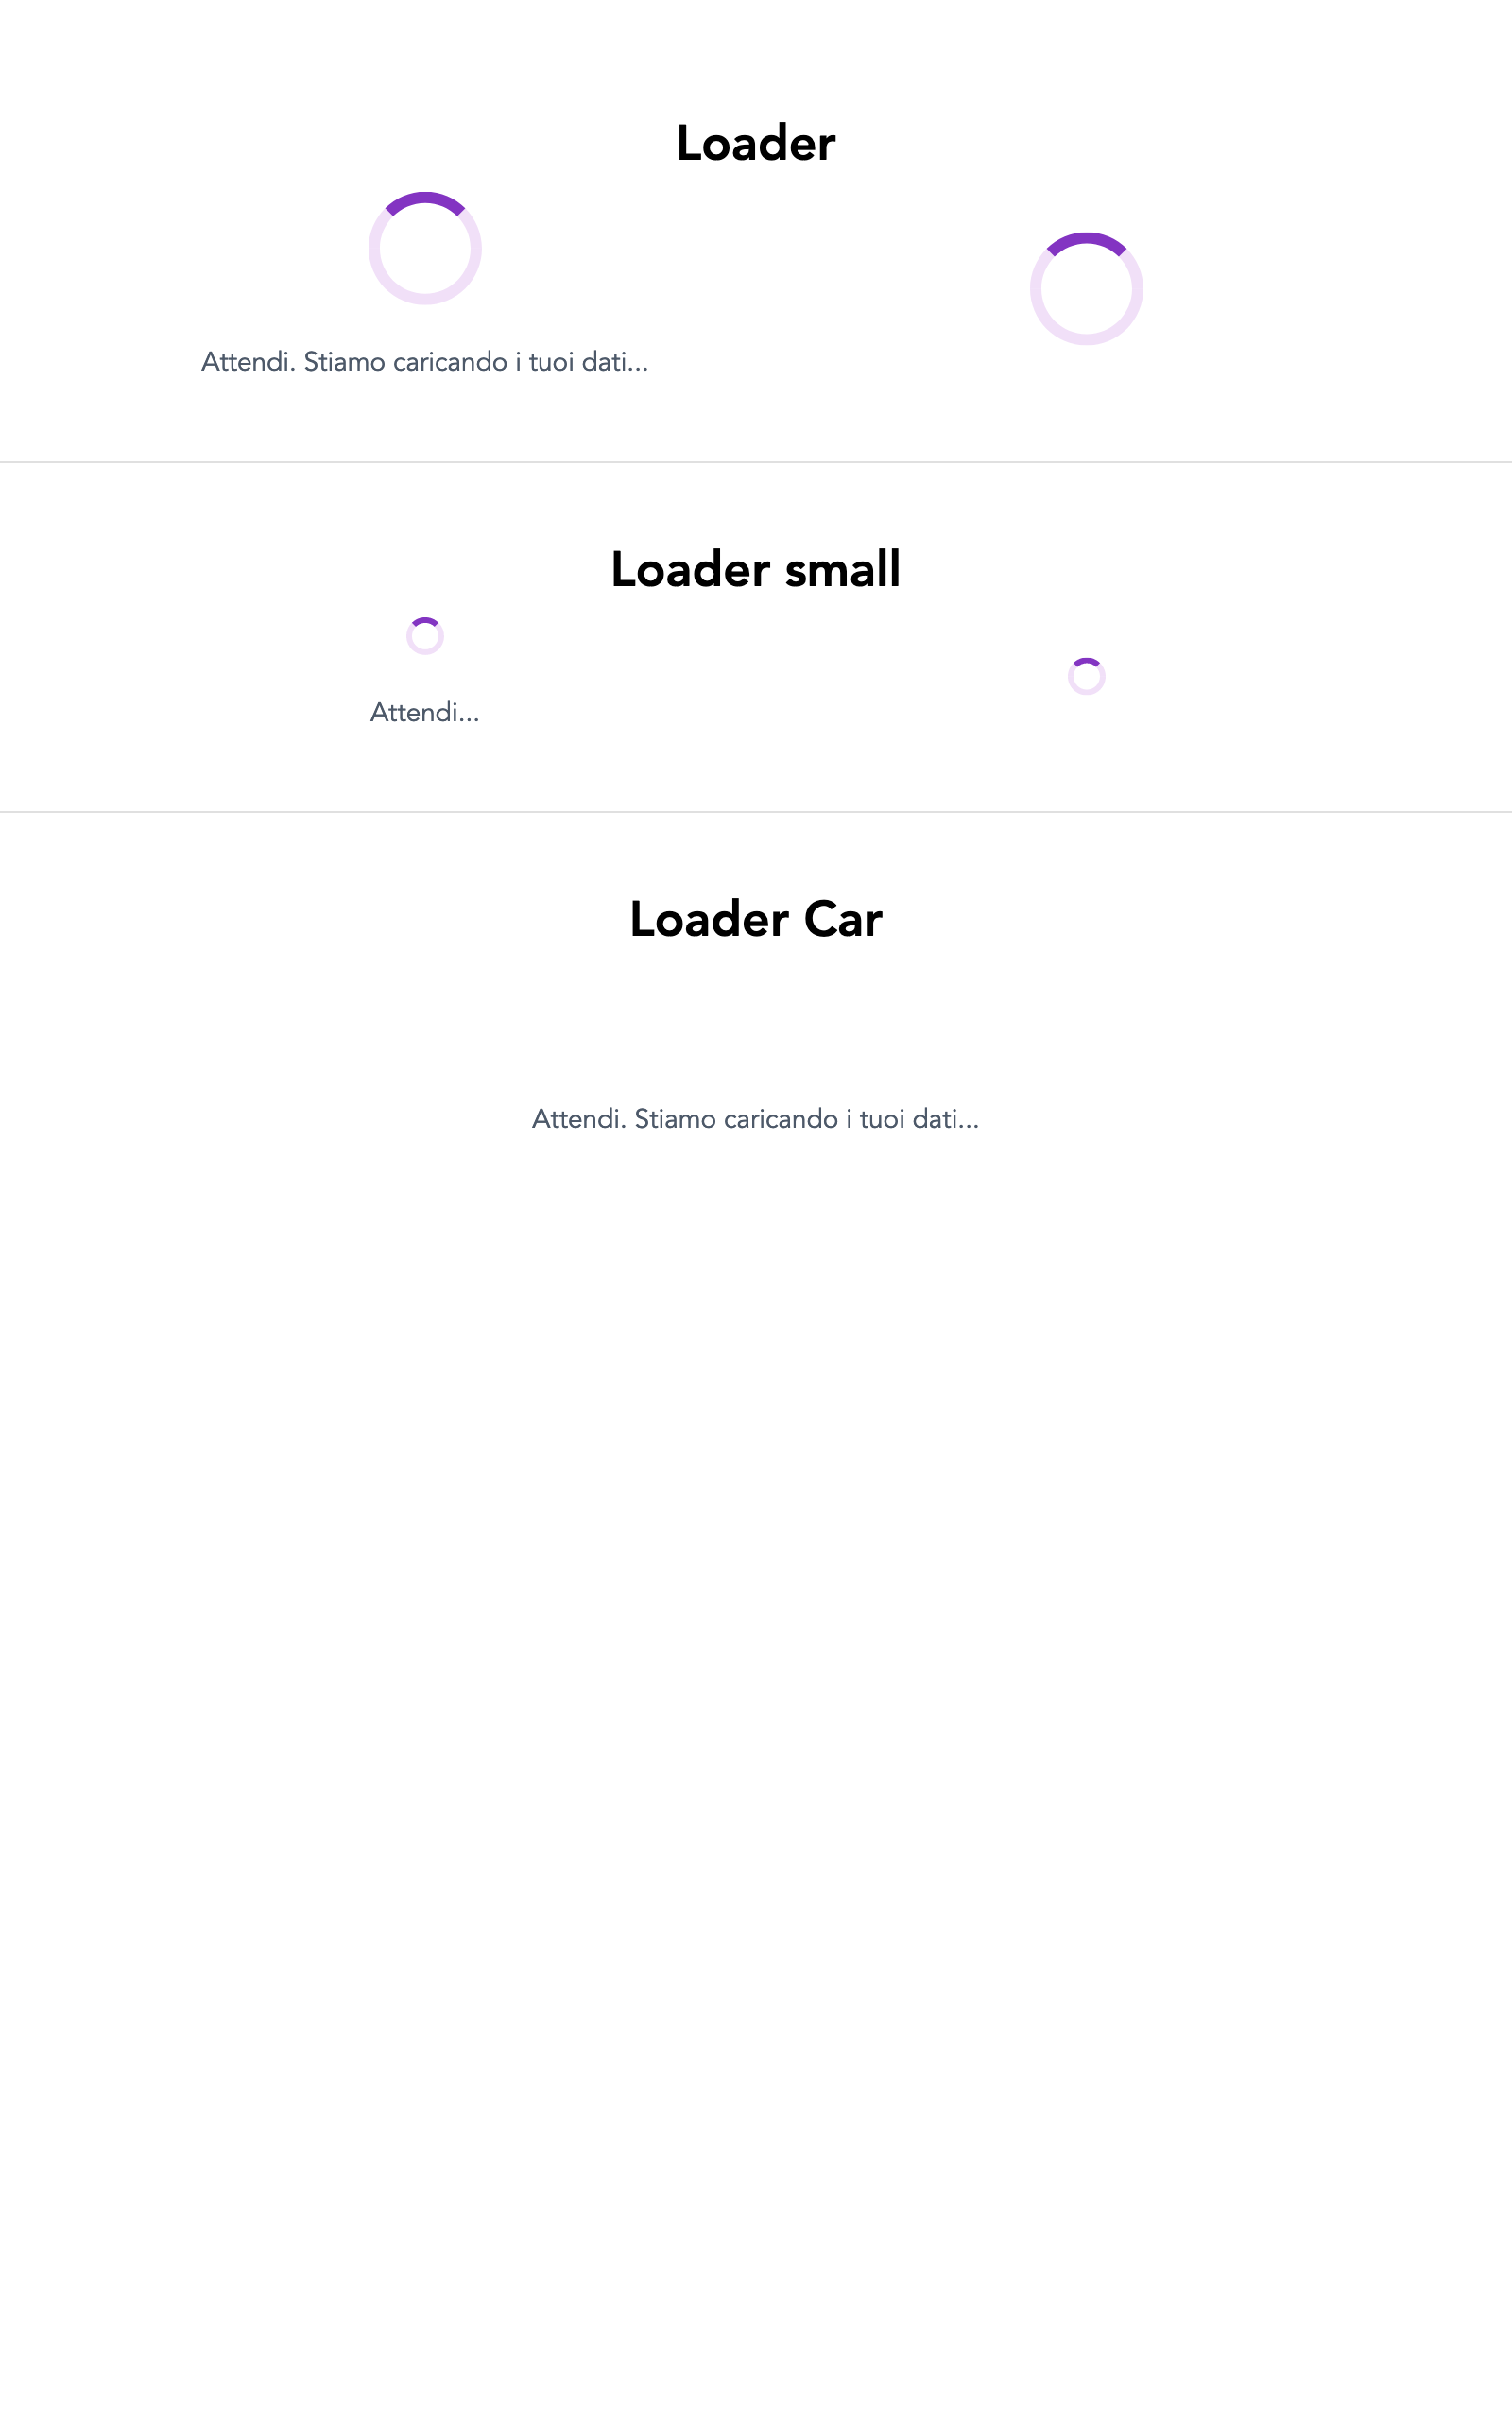 Loader
Attendi. Stiamo caricando i tuoi dati...
Loader small
Attendi...
Loader Car
Attendi. Stiamo caricando i tuoi dati...